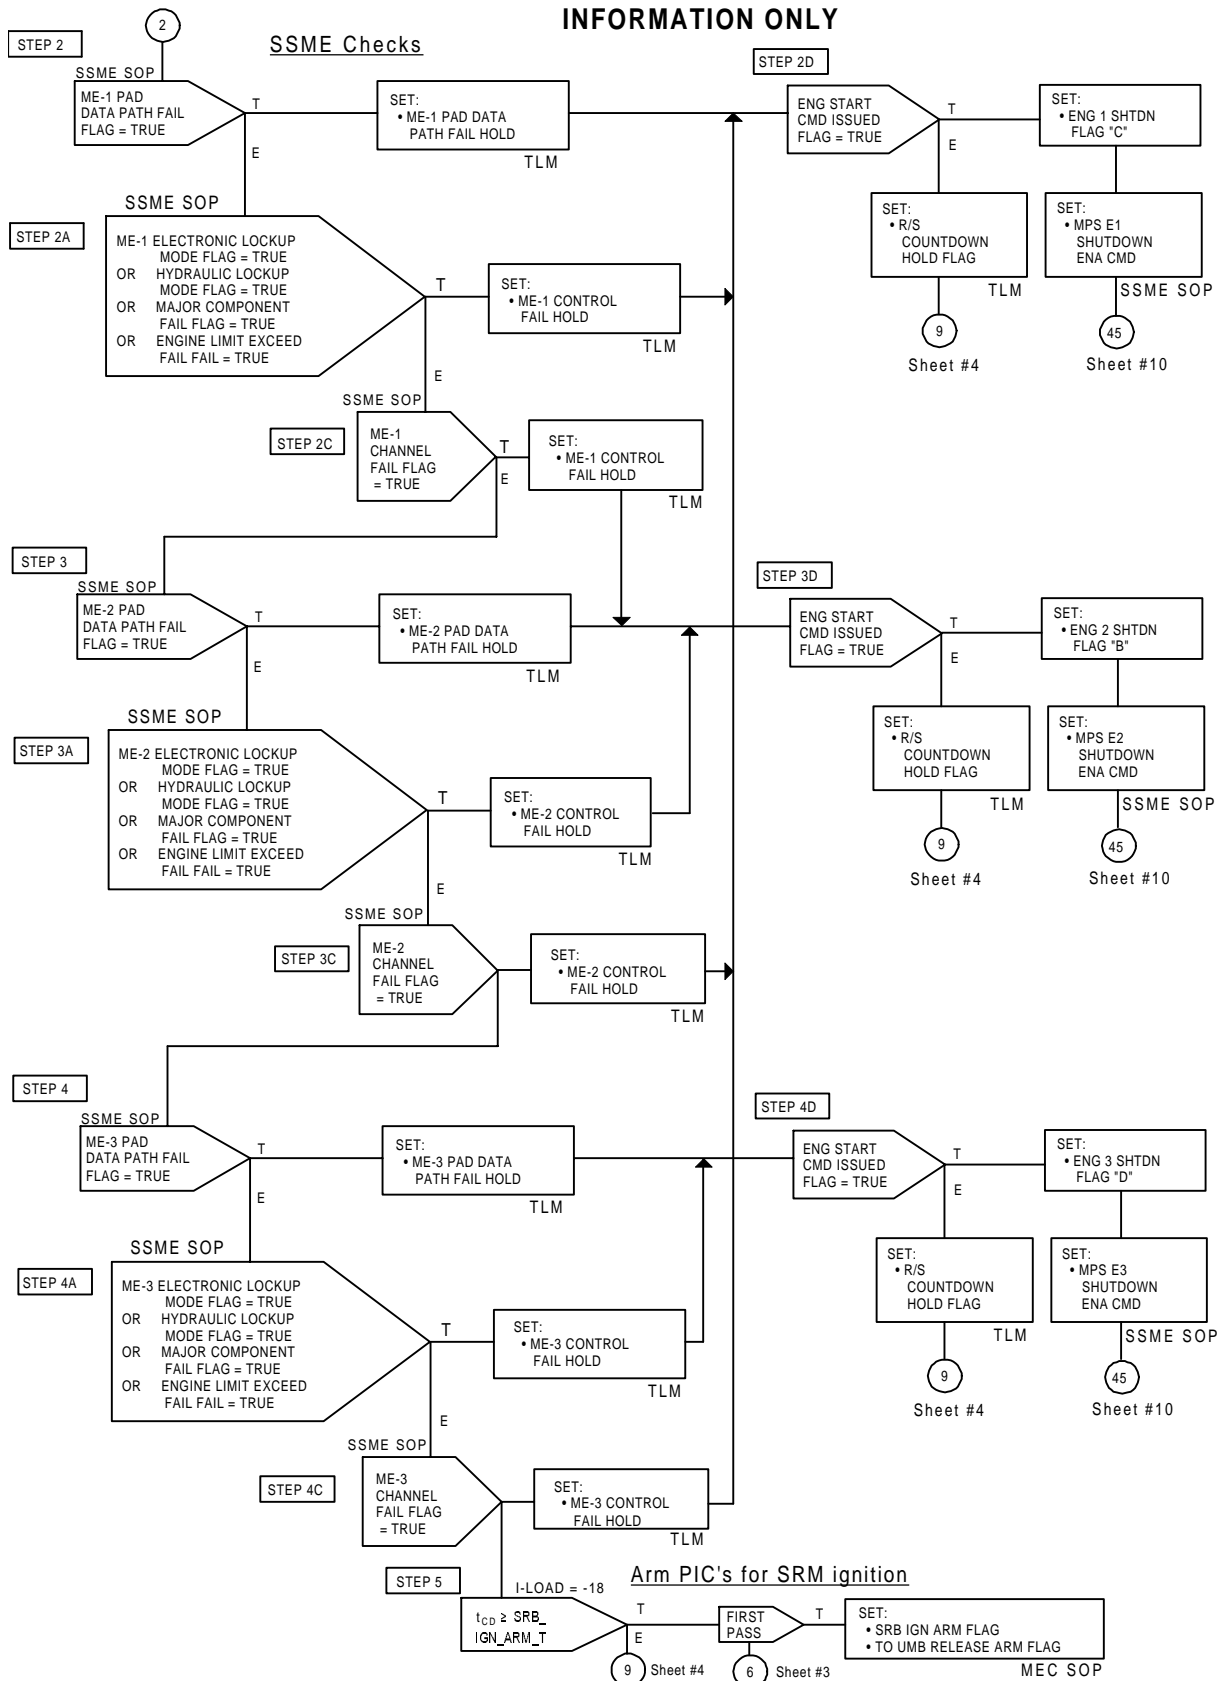 INFORMATION ONLY
2
STEP 2
SSME Checks
SSME SOP
ME-1 PAD
DATA PATH FAIL
FLAG = TRUE
T
E
SET:
• ME-1 PAD DATA
PATH FAIL HOLD
TLM
STEP 2D
ENG START
CMD ISSUED
FLAG = TRUE
T
E
SET:
• ENG 1 SHTDN
FLAG "C"
SET:
• R/S
COUNTDOWN
HOLD FLAG
TLM
9
Sheet #4
SET:
• MPS E1
SHUTDOWN
ENA CMD
SSME SOP
45
Sheet #10
STEP 2A
SSME SOP
ME-1 ELECTRONIC LOCKUP
MODE FLAG = TRUE
OR HYDRAULIC LOCKUP
MODE FLAG = TRUE
OR MAJOR COMPONENT
FAIL FLAG = TRUE
OR ENGINE LIMIT EXCEED
FAIL FAIL = TRUE
T
E
SET:
• ME-1 CONTROL
FAIL HOLD
TLM
SSME SOP
STEP 2C
ME-1
CHANNEL
FAIL FLAG
= TRUE
T
E
SET:
• ME-1 CONTROL
FAIL HOLD
TLM
STEP 3
SSME SOP
ME-2 PAD
DATA PATH FAIL
FLAG = TRUE
T
E
SET:
• ME-2 PAD DATA
PATH FAIL HOLD
TLM
STEP 3D
ENG START
CMD ISSUED
FLAG = TRUE
T
E
SET:
• ENG 2 SHTDN
FLAG "B"
SET:
• R/S
COUNTDOWN
HOLD FLAG
TLM
9
Sheet #4
SET:
• MPS E2
SHUTDOWN
ENA CMD
SSME SOP
45
Sheet #10
STEP 3A
SSME SOP
ME-2 ELECTRONIC LOCKUP
MODE FLAG = TRUE
OR HYDRAULIC LOCKUP
MODE FLAG = TRUE
OR MAJOR COMPONENT
FAIL FLAG = TRUE
OR ENGINE LIMIT EXCEED
FAIL FAIL = TRUE
T
E
SET:
• ME-2 CONTROL
FAIL HOLD
TLM
SSME SOP
STEP 3C
ME-2
CHANNEL
FAIL FLAG
= TRUE
SET:
• ME-2 CONTROL
FAIL HOLD
TLM
STEP 4
SSME SOP
ME-3 PAD
DATA PATH FAIL
FLAG = TRUE
T
E
SET:
• ME-3 PAD DATA
PATH FAIL HOLD
TLM
STEP 4D
ENG START
CMD ISSUED
FLAG = TRUE
T
E
SET:
• ENG 3 SHTDN
FLAG "D"
SET:
• R/S
COUNTDOWN
HOLD FLAG
TLM
9
Sheet #4
SET:
• MPS E3
SHUTDOWN
ENA CMD
SSME SOP
45
Sheet #10
STEP 4A
SSME SOP
ME-3 ELECTRONIC LOCKUP
MODE FLAG = TRUE
OR HYDRAULIC LOCKUP
MODE FLAG = TRUE
OR MAJOR COMPONENT
FAIL FLAG = TRUE
OR ENGINE LIMIT EXCEED
FAIL FAIL = TRUE
T
E
SET:
• ME-3 CONTROL
FAIL HOLD
TLM
SSME SOP
STEP 4C
ME-3
CHANNEL
FAIL FLAG
= TRUE
SET:
• ME-3 CONTROL
FAIL HOLD
TLM
Arm PIC's for SRM ignition
STEP 5
I-LOAD = -18
tCD ≥ SRB_
IGN_ARM_T
T
E
9 Sheet #4
FIRST
PASS
T
6 Sheet #3
SET:
• SRB IGN ARM FLAG
• TO UMB RELEASE ARM FLAG
MEC SOP